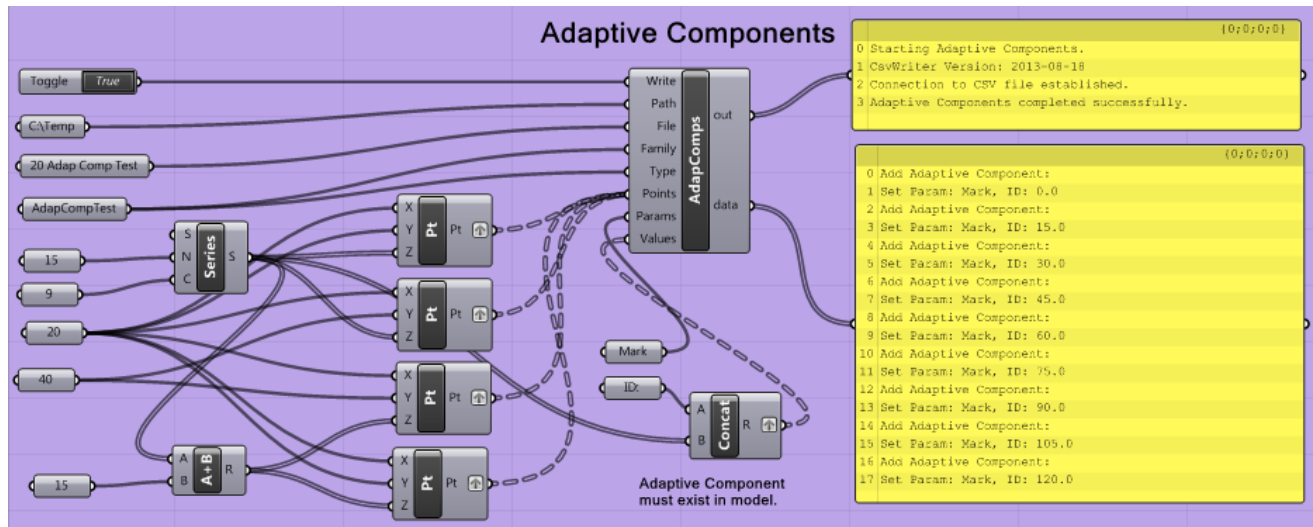 Adaptive Components
Toggle True
C:\Temp
20 Adap Comp Test
AdapCompTest
15
9
20
40
15
S
N
C
Series
S
A
B
A+B
R
X
Y
Z
Pt
Pt
X
Y
Z
Pt
Pt
X
Y
Z
Pt
Pt
X
Y
Z
Pt
Pt
Write
Path
File
Family
Type
Points
Params
Values
AdapComps
out
data
Mark
ID:
A
B
Concat
R
Adaptive Component
must exist in model.
{0;0;0;0}
0 Starting Adaptive Components.
1 CsvWriter Version: 2013-08-18
2 Connection to CSV file established.
3 Adaptive Components completed successfully.
{0;0;0;0}
0 Add Adaptive Component:
1 Set Param: Mark, ID: 0.0
2 Add Adaptive Component:
3 Set Param: Mark, ID: 15.0
4 Add Adaptive Component:
5 Set Param: Mark, ID: 30.0
6 Add Adaptive Component:
7 Set Param: Mark, ID: 45.0
8 Add Adaptive Component:
9 Set Param: Mark, ID: 60.0
10 Add Adaptive Component:
11 Set Param: Mark, ID: 75.0
12 Add Adaptive Component:
13 Set Param: Mark, ID: 90.0
14 Add Adaptive Component:
15 Set Param: Mark, ID: 105.0
16 Add Adaptive Component:
17 Set Param: Mark, ID: 120.0